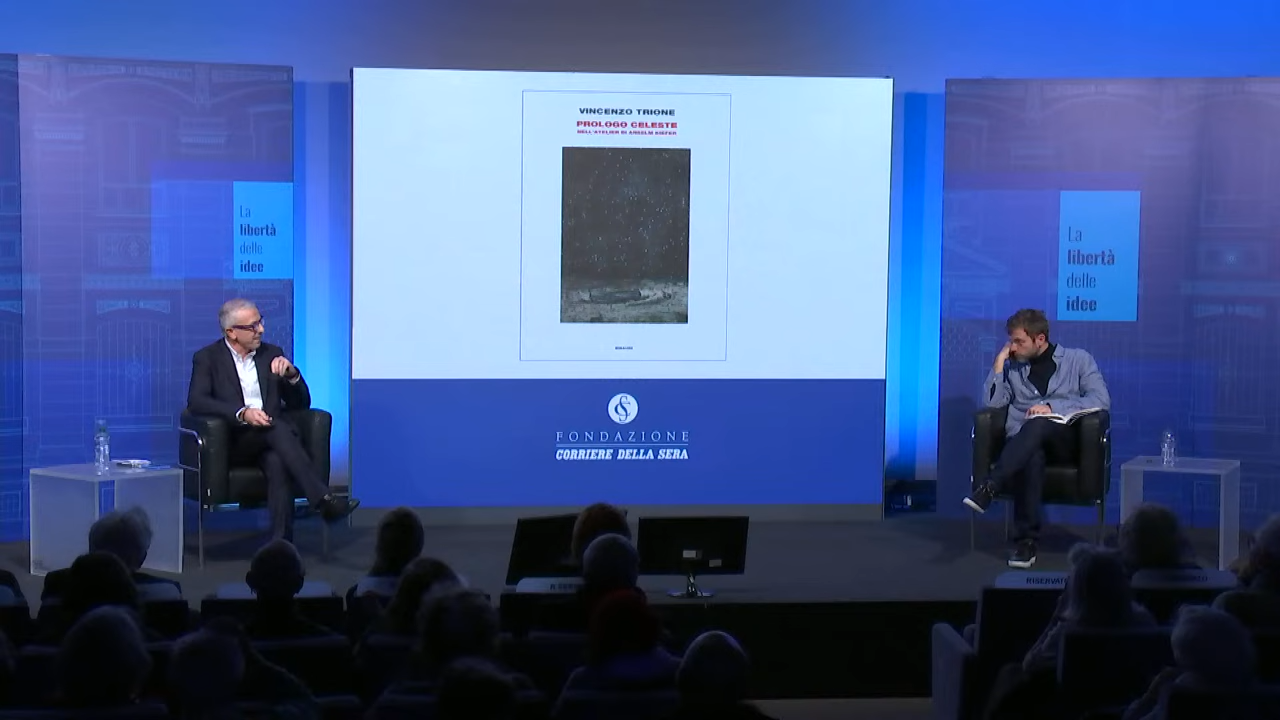 VINCENZO TRIONE
PROLOGO CELESTE
NELL'ATELIER DI ANSELM KIEFER
La
libertà
delle
idee
La
libertà
delle
idee
FONDAZIONE
CORRIERE DELLA SERA